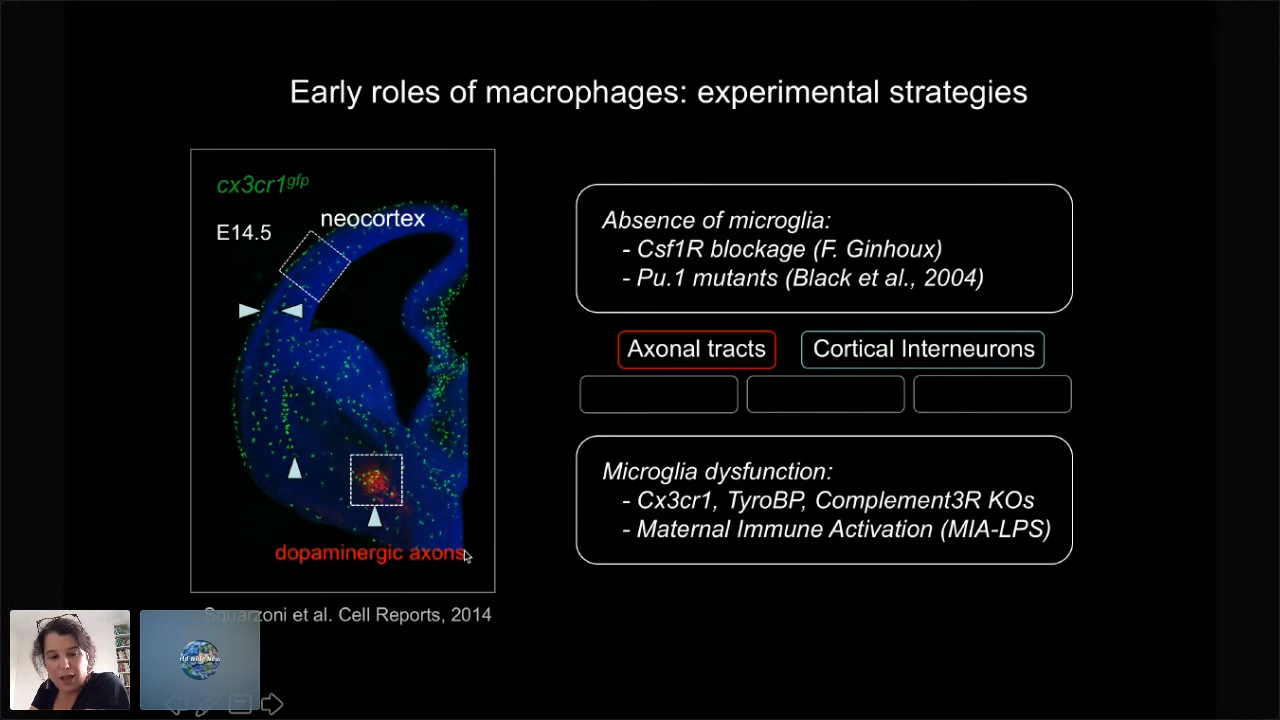 Early roles of macrophages: experimental strategies
cx3cr1gfp
E14.5
neocortex
dopaminergic axons
Squarzoni et al. Cell Reports, 2014
Absence of microglia:
- Csf1R blockage (F. Ginhoux)
- Pu.1 mutants (Black et al., 2004)
Axonal tracts
Cortical Interneurons
Microglia dysfunction:
- Cx3cr1, TyroBP, Complement3R KOs
- Maternal Immune Activation (MIA-LPS)